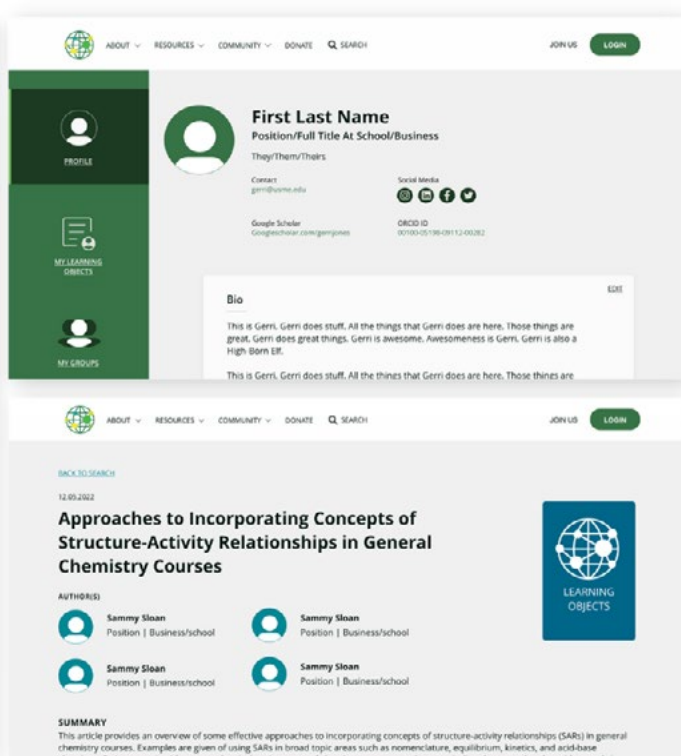 ABOUT RESOURCES COMMUNITY DONATE SEARCH JOIN US LOGIN
PROFILE
MY LEARNING
OBJECTS
MY GROUPS
First Last Name
Position/Full Title At School/Business
They/Them/Theirs
Contact
gerri@usme.edu
Social Media
Google Scholar
Googlescholar.com/gerrijones
ORCID ID
Bio
EDIT
This is Gerri. Gerri does stuff. All the things that Gerri does are here. Those things are
great. Gerri does great things. Gerri is awesome. Awesomeness is Gerri. Gerri is also a
High-Born Elf.
This is Gerri. Gerri does stuff. All the things that Gerri does are here. Those things are
ABOUT RESOURCES COMMUNITY DONATE SEARCH JOIN US LOGIN
BACK TO SEARCH
12.05.2022
Approaches to Incorporating Concepts of
Structure-Activity Relationships in General
Chemistry Courses
LEARNING
OBJECTS
AUTHOR(S)
Sammy Sloan
Position | Business/school
Sammy Sloan
Position | Business/school
Sammy Sloan
Position | Business/school
Sammy Sloan
Position | Business/school
SUMMARY
This article provides an overview of some effective approaches to incorporating concepts of structure-activity relationships (SARs) in general
chemistry courses. Examples are given of using SARs in broad topic areas such as nomenclature, equilibrium, kinetics, and acid-base